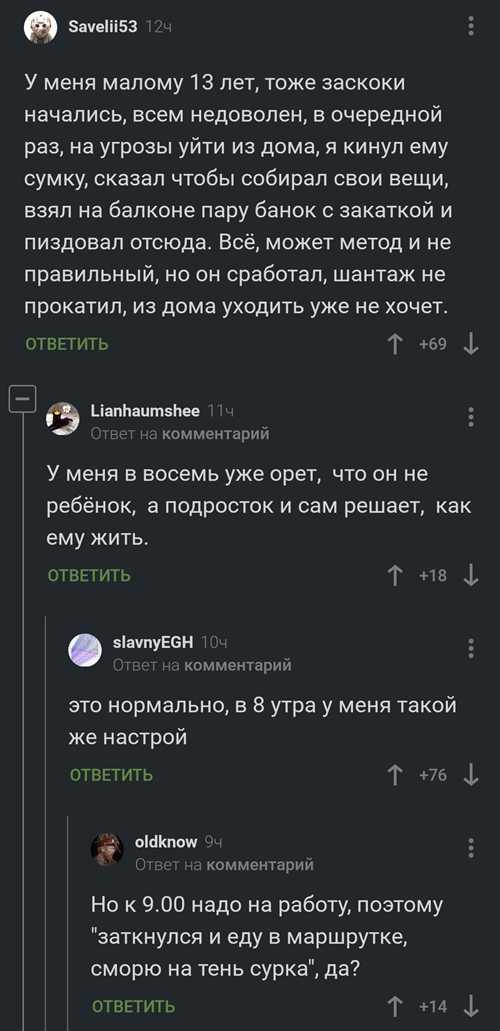 Savelii53 12ч
У меня малому 13 лет, тоже заскоки
начались, всем недоволен, в очередной
раз, на угрозы уйти из дома, я кинул ему
сумку, сказал чтобы собирал свои вещи,
взял на балконе пару банок с закаткой и
пиздовал отсюда. Всё, может метод и не
правильный, но он сработал, шантаж не
прокатил, из дома уходить уже не хочет.
ОТВЕТИТЬ +69
Lianhaumshee 11ч
Ответ на комментарий
У меня в восемь уже орет, что он не
ребёнок, а подросток и сам решает, как
ему жить.
ОТВЕТИТЬ +18
slavnyEGH 10ч
Ответ на комментарий
это нормально, в 8 утра у меня такой
же настрой
ОТВЕТИТЬ +76
oldknow 9ч
Ответ на комментарий
Но к 9.00 надо на работу, поэтому
"заткнулся и еду в маршрутке,
сморю на тень сурка", да?
ОТВЕТИТЬ +14